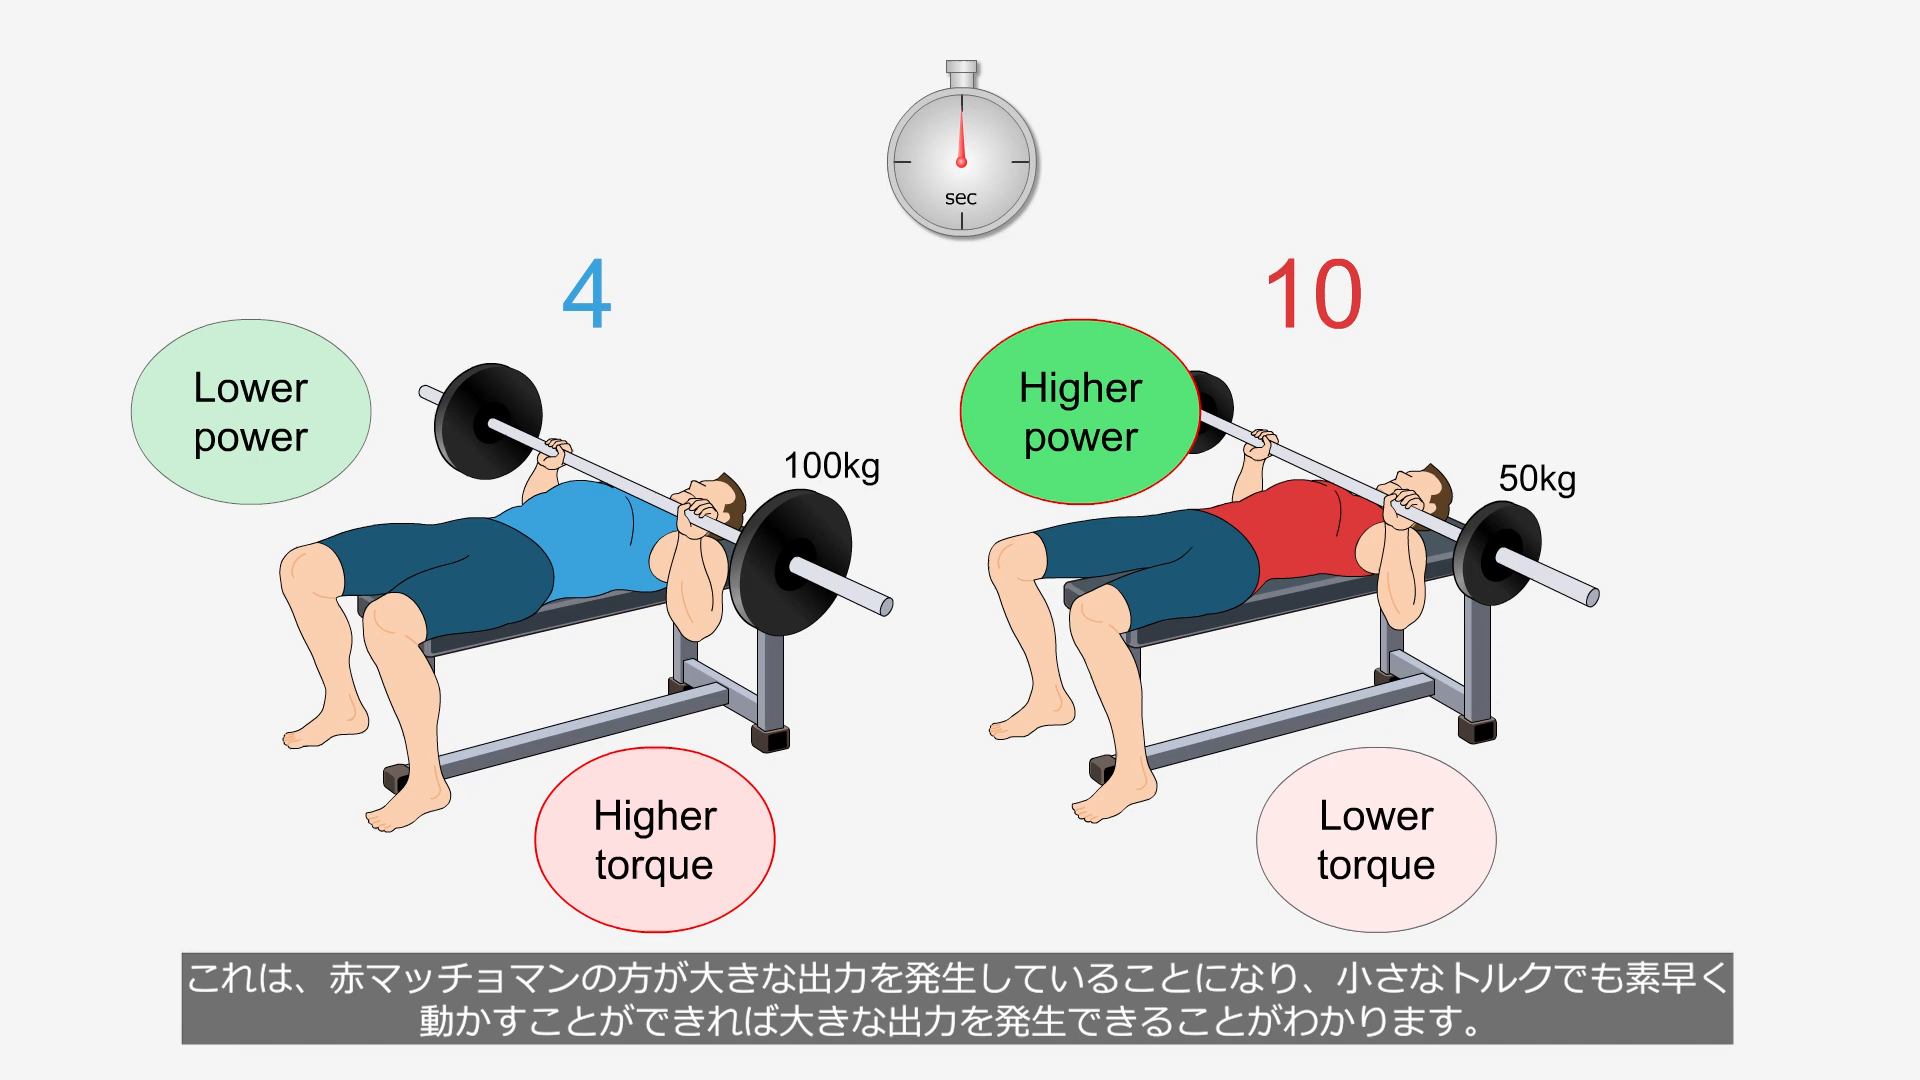 sec
4
10
Lower
power
Higher
power
100kg
50kg
Higher
torque
Lower
torque
これは、赤マッチョマンの方が大きな出力を発生していることになり、小さなトルクでも素早く
動かすことができれば大きな出力を発生できることがわかります。